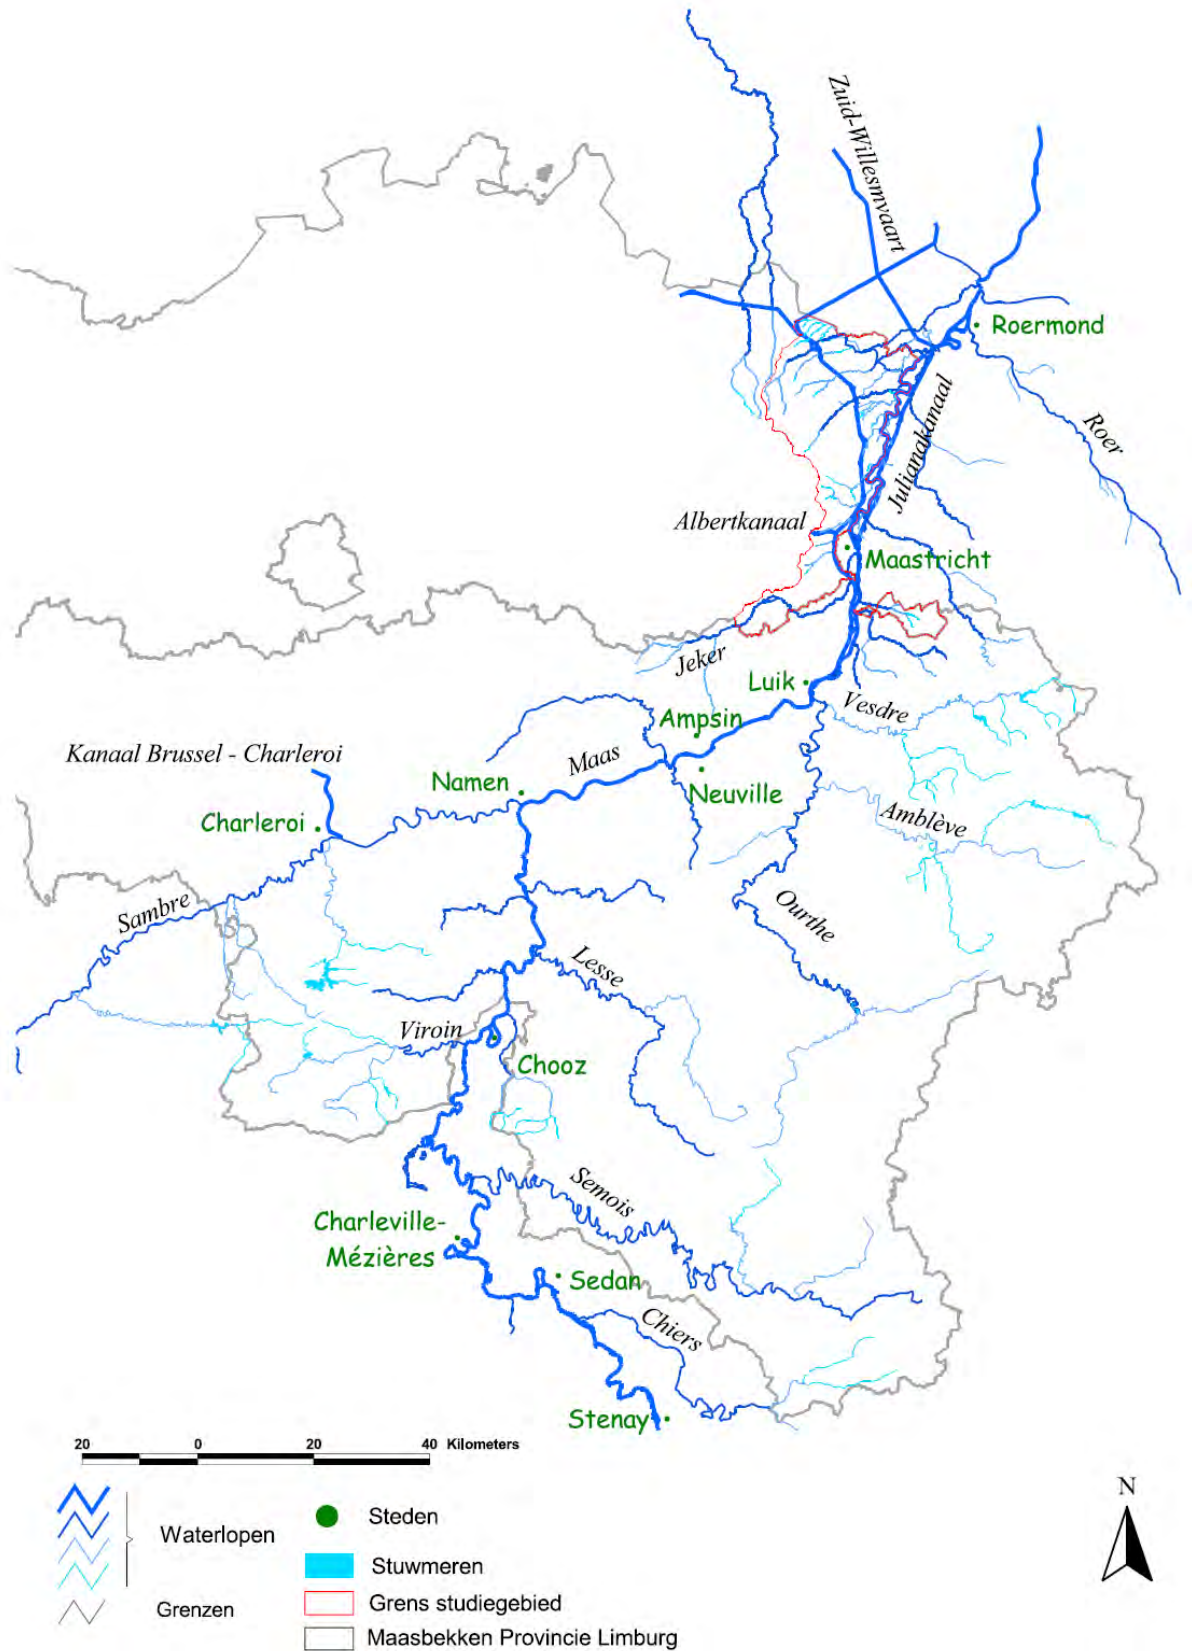 Zuid-Willesmvaart
Roermond
Roer
Julianakanaal
Albertkanaal
Maastricht
Jeker
Luik
Vesdre
Ampsin
Kanaal Brussel - Charleroi
Maas
Namen
Neuville
Charleroi
Amblève
Sambre
Ourthe
Lesse
Viroin
Chooz
Semois
Charleville-
Mézières
Sedan
Chiers
Stenay
20 0 20 40 Kilometers
N
Waterlopen
Grenzen
Steden
Stuwmeren
Grens studiegebied
Maasbekken Provincie Limburg